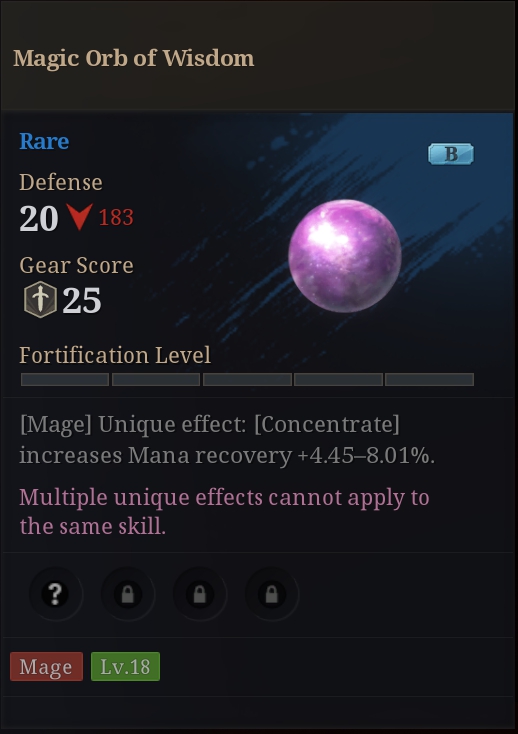 Magic Orb of Wisdom
Rare
B
Defense
20 183
Gear Score
25
Fortification Level
[Mage] Unique effect: [Concentrate]
increases Mana recovery +4.45–8.01%.
Multiple unique effects cannot apply to
the same skill.
?
Mage Lv.18